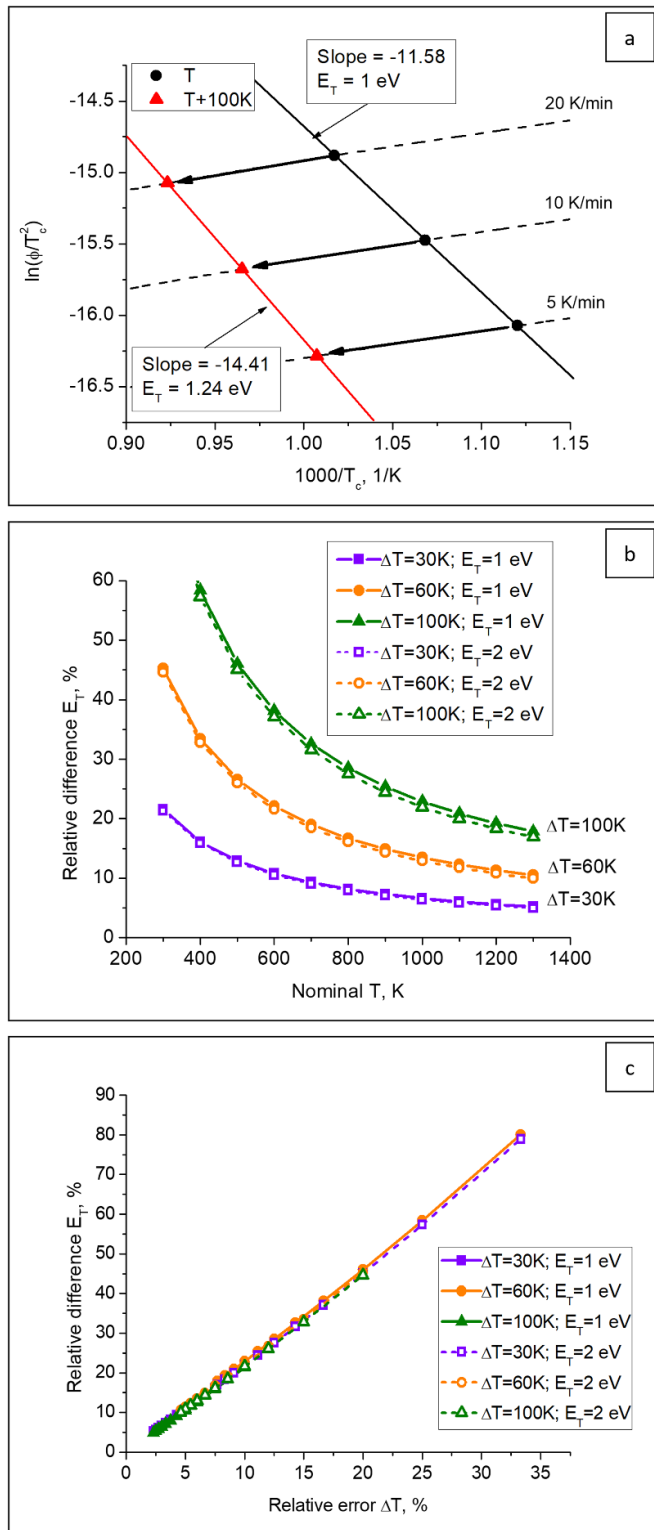 a
T
T+100K
Slope = -11.58
E_T = 1 eV
20 K/min
10 K/min
5 K/min
Slope = -14.41
E_T = 1.24 eV
-14.5
-15.0
-15.5
-16.0
-16.5
ln(ϕ/T_c^2)
0.90 0.95 1.00 1.05 1.10 1.15
1000/T_c, 1/K
b
ΔT=30K; E_T=1 eV
ΔT=60K; E_T=1 eV
ΔT=100K; E_T=1 eV
ΔT=30K; E_T=2 eV
ΔT=60K; E_T=2 eV
ΔT=100K; E_T=2 eV
ΔT=100K
ΔT=60K
ΔT=30K
60
50
40
30
20
10
0
Relative difference E_T, %
200 400 600 800 1000 1200 1400
Nominal T, K
c
90
80
70
60
50
40
30
20
10
0
Relative difference E_T, %
ΔT=30K; E_T=1 eV
ΔT=60K; E_T=1 eV
ΔT=100K; E_T=1 eV
ΔT=30K; E_T=2 eV
ΔT=60K; E_T=2 eV
ΔT=100K; E_T=2 eV
0 5 10 15 20 25 30 35
Relative error ΔT, %